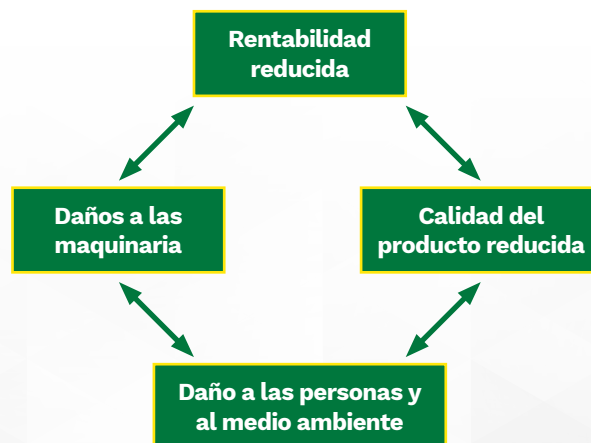 Rentabilidad
reducida
Daños a las
maquinaria
Calidad del
producto reducida
Daño a las personas y
al medio ambiente